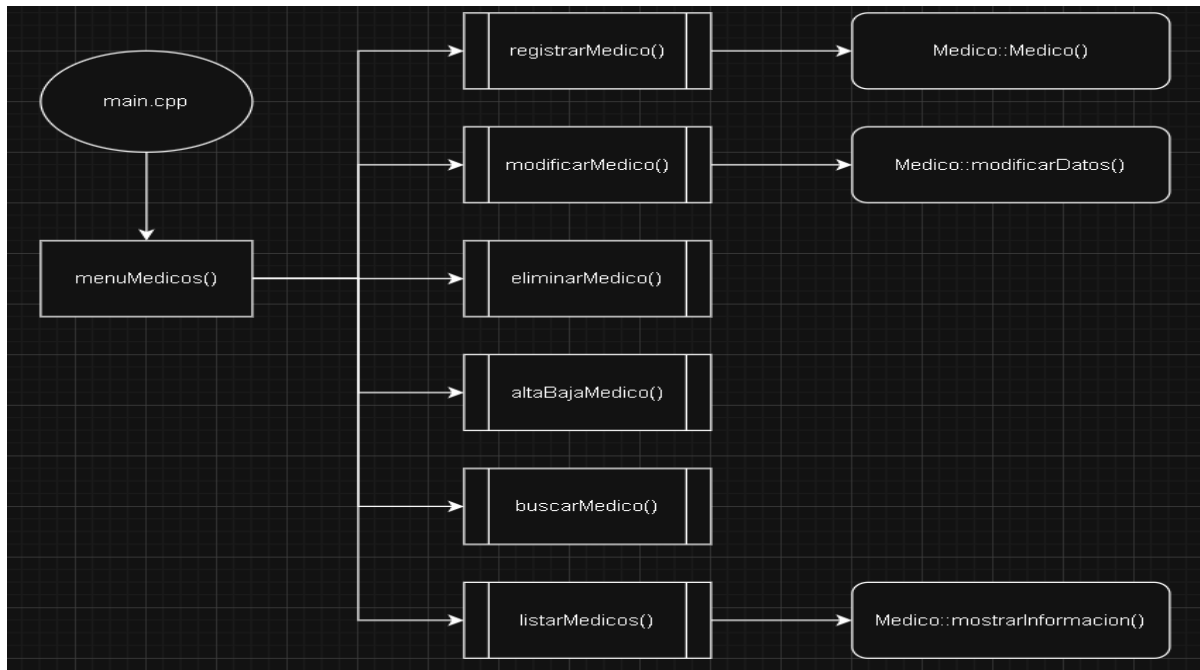 main.cpp
menuMedicos()
registrarMedico()
Medico::Medico()
modificarMedico()
Medico::modificarDatos()
eliminarMedico()
altaBajaMedico()
buscarMedico()
listarMedicos()
Medico::mostrarInformacion()